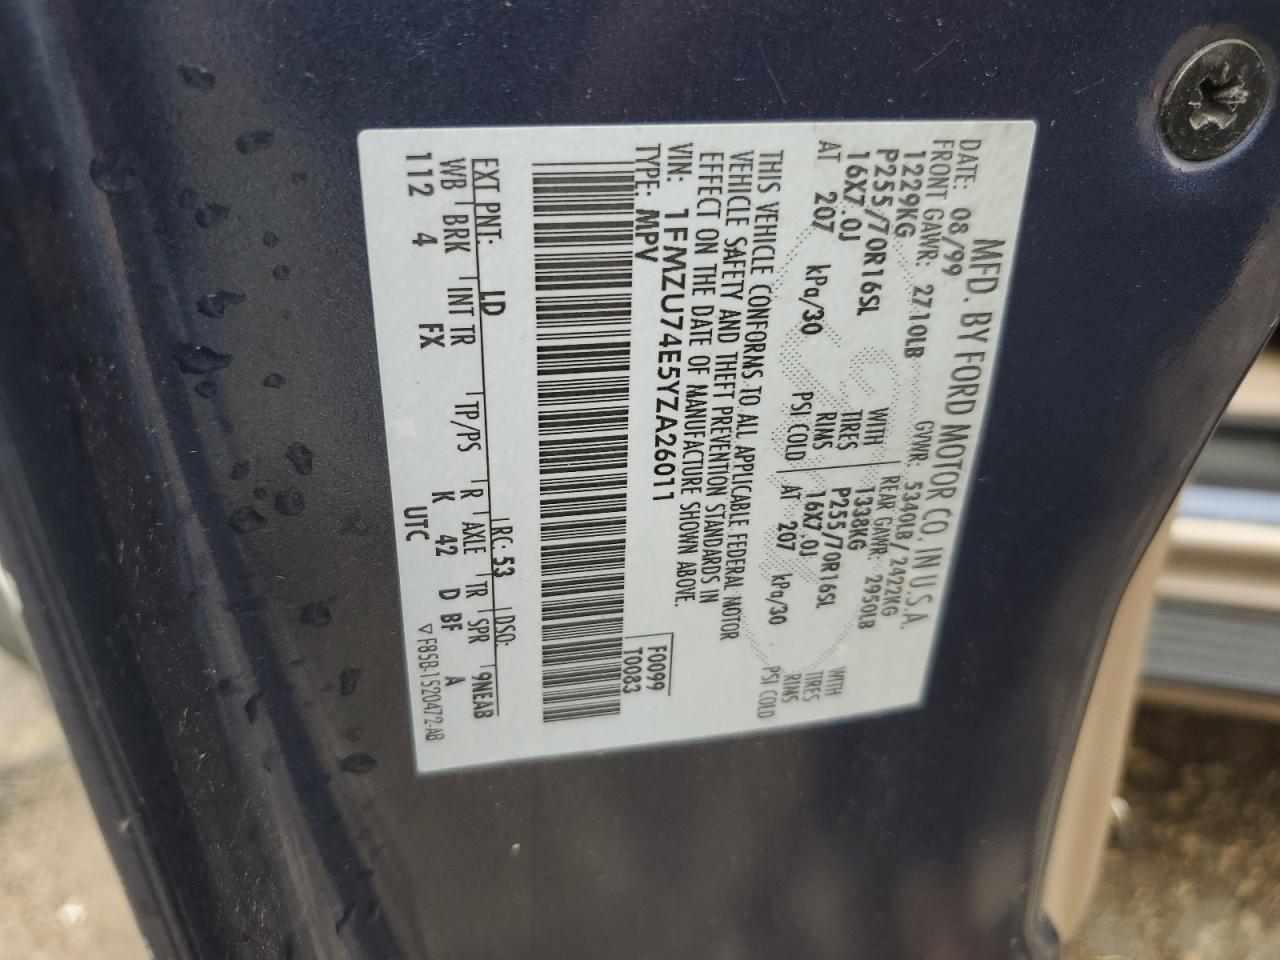 MFD. BY FORD MOTOR CO. IN U.S.A.
DATE: 08/99 GVWR: 5340LB/2422KG
FRONT GAWR: 2710LB REAR GAWR: 2950LB
1229KG WITH 1338KG WITH
P255/70R16SL TIRES P255/70R16SL TIRES
16X7.0J RIMS 16X7.0J RIMS
AT 207 kPa/30 PSI COLD AT 207 kPa/30 PSI COLD
THIS VEHICLE CONFORMS TO ALL APPLICABLE FEDERAL MOTOR
VEHICLE SAFETY AND THEFT PREVENTION STANDARDS IN
EFFECT ON THE DATE OF MANUFACTURE SHOWN ABOVE.
VIN: 1FMZU74E5YZA26011 F0099
TYPE: MPV T0083
EXT PNT: LD RC: 53 DSO:
WB BRK INT TR TP/PS R AXLE TR SPR 9NEAB
112 4 FX K 42 D BF A
UTC ▽F85B-1520472-AB